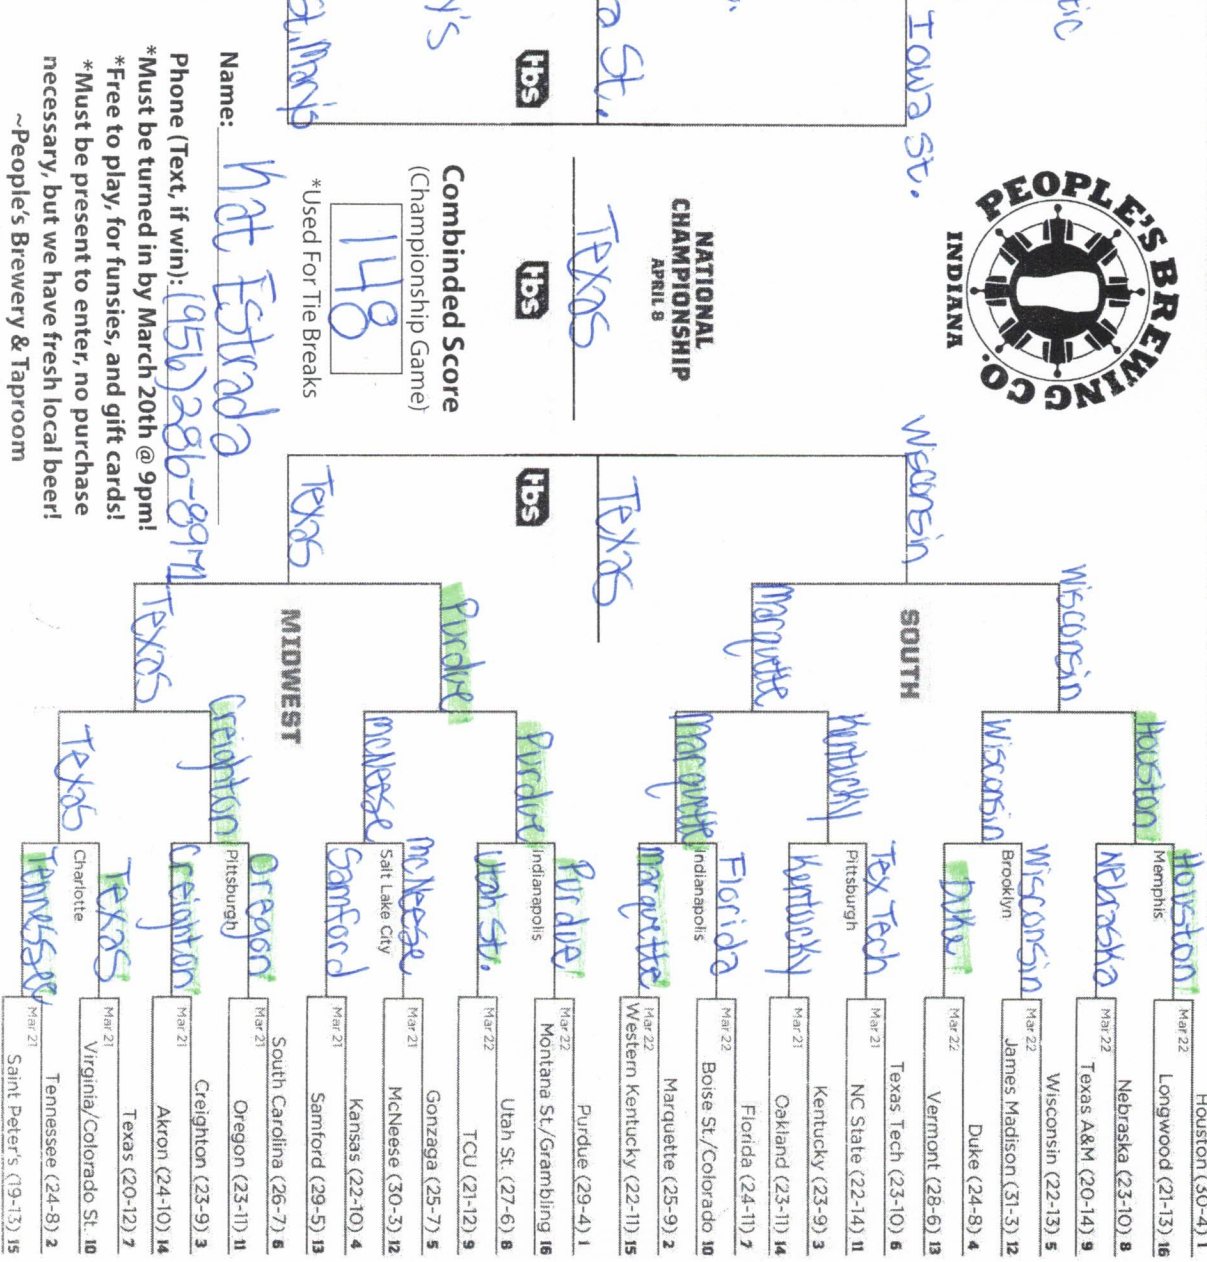 PEOPLE'S BREWING CO.
INDIANA
tic
Iowa St.
a St.
y's
St. Mary's
tbs
NATIONAL
CHAMPIONSHIP
APRIL 8
Texas
tbs
Combinded Score
(Championship Game)
148
*Used For Tie Breaks
Name: Kat Estrada
Phone (Text, if win):
*Must be turned in by March 20th @ 9pm!
*Free to play, for funsies, and gift cards!
*Must be present to enter, no purchase
necessary, but we have fresh local beer!
~People's Brewery & Taproom
Texas
tbs
Wisconsin
SOUTH
Wisconsin
Marquette
Houston
Wisconsin
Kentucky
Marquette
Houston
Memphis
Nebraska
Wisconsin
Brooklyn
Duke
Tex Tech
Pittsburgh
Kentucky
Florida
Indianapolis
Marquette
Houston (30-4) 1
Mar 22
Longwood (21-13) 16
Nebraska (23-10) 8
Mar 22
Texas A&M (20-14) 9
Wisconsin (22-13) 5
Mar 22
James Madison (31-3) 12
Duke (24-8) 4
Mar 22
Vermont (28-6) 13
Texas Tech (23-10) 6
Mar 21
NC State (22-14) 11
Kentucky (23-9) 3
Mar 21
Oakland (23-11) 14
Florida (24-11) 7
Mar 22
Boise St./Colorado 10
Marquette (25-9) 2
Mar 22
Western Kentucky (22-11) 15
Texas
MIDWEST
Purdue
Texas
Purdue
McNeese
Creighton
Texas
Purdue
Indianapolis
Utah St.
McNeese
Salt Lake City
Samford
Oregon
Pittsburgh
Creighton
Texas
Charlotte
Tennessee
Purdue (29-4) 1
Mar 22
Montana St./Grambling 16
Utah St. (27-6) 8
Mar 22
TCU (21-12) 9
Gonzaga (25-7) 5
Mar 21
McNeese (30-3) 12
Kansas (22-10) 4
Mar 21
Samford (29-5) 13
South Carolina (26-7) 6
Mar 21
Oregon (23-11) 11
Creighton (23-9) 3
Mar 21
Akron (24-10) 14
Texas (20-12) 7
Mar 21
Virginia/Colorado St. 10
Tennessee (24-8) 2
Mar 21
Saint Peter's (19-13) 15